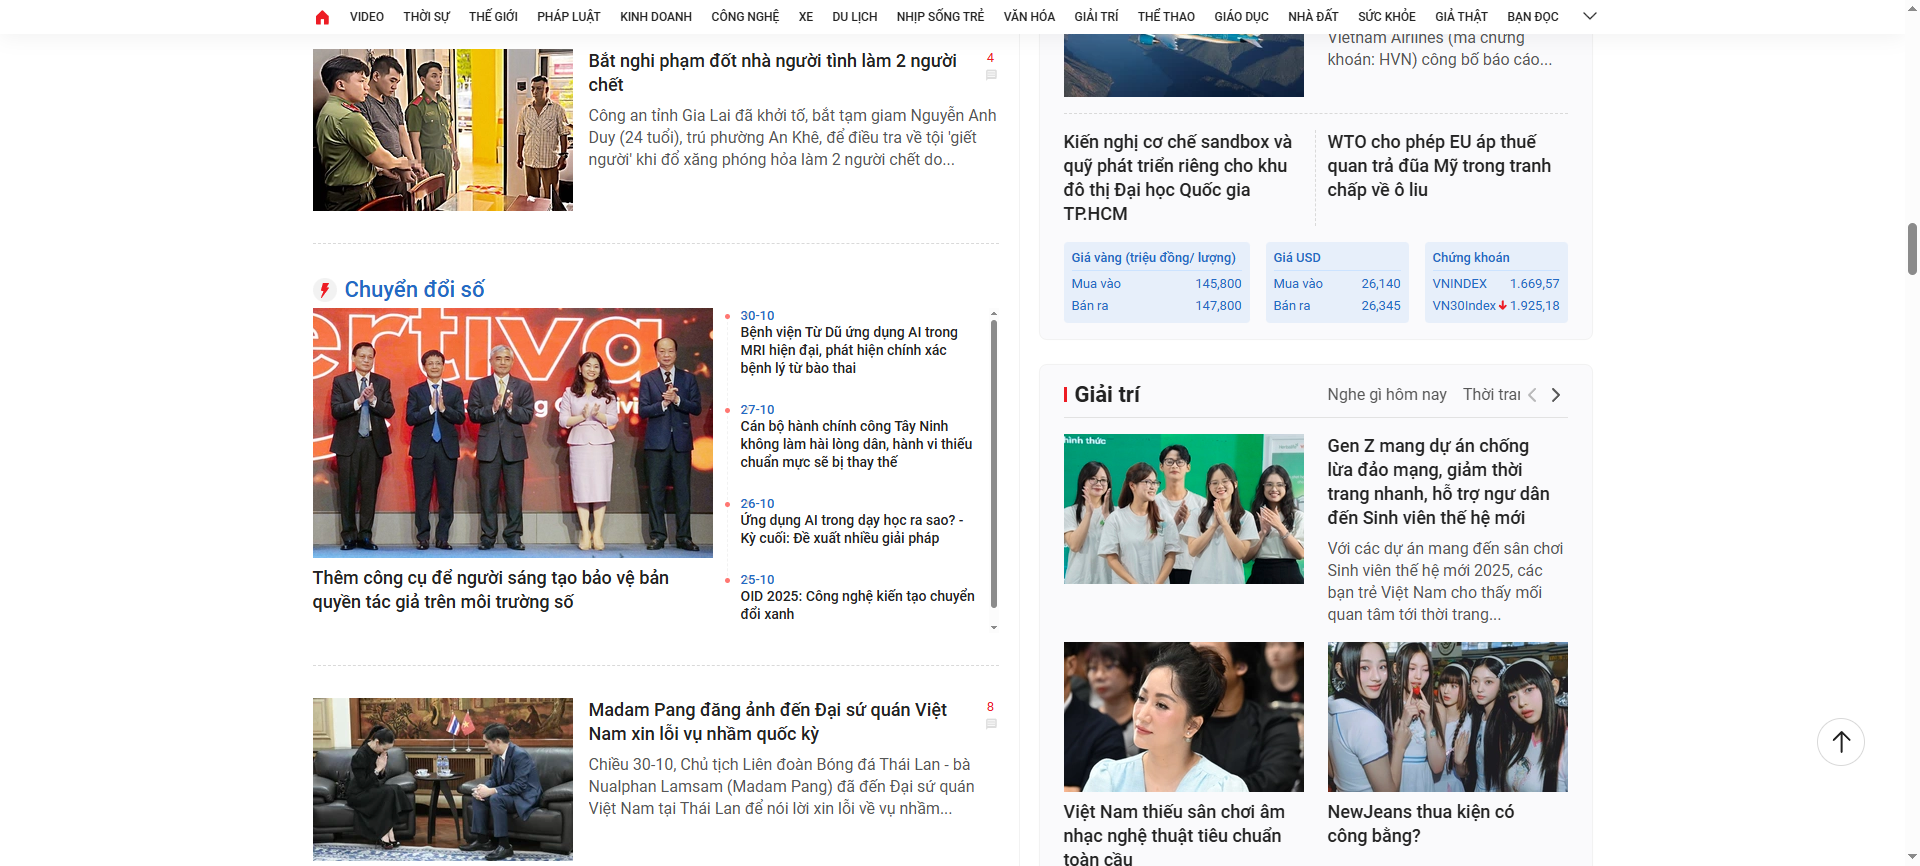 VIDEO THỜI SỰ THẾ GIỚI PHÁP LUẬT KINH DOANH CÔNG NGHỆ XE DU LỊCH NHỊP SỐNG TRẺ VĂN HÓA GIẢI TRÍ THỂ THAO GIÁO DỤC NHÀ ĐẤT SỨC KHỎE GIẢ THẬT BẠN ĐỌC
Bắt nghi phạm đốt nhà người tình làm 2 người
chết
4
Công an tỉnh Gia Lai đã khởi tố, bắt tạm giam Nguyễn Anh
Duy (24 tuổi), trú phường An Khê, để điều tra về tội 'giết
người' khi đổ xăng phóng hỏa làm 2 người chết do...
Chuyển đổi số
ertiva
Thêm công cụ để người sáng tạo bảo vệ bản
quyền tác giả trên môi trường số
30-10
Bệnh viện Từ Dũ ứng dụng AI trong
MRI hiện đại, phát hiện chính xác
bệnh lý từ bào thai
27-10
Cán bộ hành chính công Tây Ninh
không làm hài lòng dân, hành vi thiếu
chuẩn mực sẽ bị thay thế
26-10
Ứng dụng AI trong dạy học ra sao? -
Kỳ cuối: Đề xuất nhiều giải pháp
25-10
OID 2025: Công nghệ kiến tạo chuyển
đổi xanh
Madam Pang đăng ảnh đến Đại sứ quán Việt
Nam xin lỗi vụ nhầm quốc kỳ
8
Chiều 30-10, Chủ tịch Liên đoàn Bóng đá Thái Lan - bà
Nualphan Lamsam (Madam Pang) đã đến Đại sứ quán
Việt Nam tại Thái Lan để nói lời xin lỗi về vụ nhầm...
Vietnam Airlines (mã chứng
khoán: HVN) công bố báo cáo...
Kiến nghị cơ chế sandbox và
quỹ phát triển riêng cho khu
đô thị Đại học Quốc gia
TP.HCM
WTO cho phép EU áp thuế
quan trả đũa Mỹ trong tranh
chấp về ô liu
Giá vàng (triệu đồng/ lượng)
Mua vào 145,800
Bán ra 147,800
Giá USD
Mua vào 26,140
Bán ra 26,345
Chứng khoán
VNINDEX 1.669,57
VN30Index 1.925,18
Giải trí
Nghe gì hôm nay Thời tran
hình thức
Gen Z mang dự án chống
lừa đảo mạng, giảm thời
trang nhanh, hỗ trợ ngư dân
đến Sinh viên thế hệ mới
Với các dự án mang đến sân chơi
Sinh viên thế hệ mới 2025, các
bạn trẻ Việt Nam cho thấy mối
quan tâm tới thời trang...
Việt Nam thiếu sân chơi âm
nhạc nghệ thuật tiêu chuẩn
toàn cầu
NewJeans thua kiện có
công bằng?